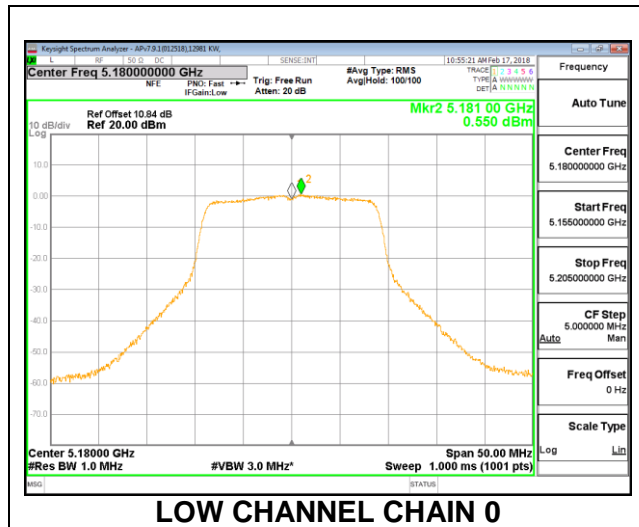 Keysight Spectrum Analyzer - APv7.9.1(012518),12981 KW,
L RF 50 Ω DC SENSE:INT 10:55:21 AM Feb 17, 2018
Center Freq 5.180000000 GHz
NFE
PNO: Fast
IFGain:Low
Trig: Free Run
Atten: 20 dB
#Avg Type: RMS
Avg|Hold: 100/100
TRACE 1 2 3 4 5 6
TYPE A WWWWW
DET A N N N N N
Frequency
Ref Offset 10.84 dB
10 dB/div Ref 20.00 dBm
Log
Mkr2 5.181 00 GHz
0.550 dBm
10.0
0.00
-10.0
-20.0
-30.0
-40.0
-50.0
-60.0
-70.0
2
Center 5.18000 GHz Span 50.00 MHz
#Res BW 1.0 MHz #VBW 3.0 MHz* Sweep 1.000 ms (1001 pts)
MSG STATUS
Auto Tune
Center Freq
5.180000000 GHz
Start Freq
5.155000000 GHz
Stop Freq
5.205000000 GHz
CF Step
5.000000 MHz
Auto Man
Freq Offset
0 Hz
Scale Type
Log Lin
LOW CHANNEL CHAIN 0